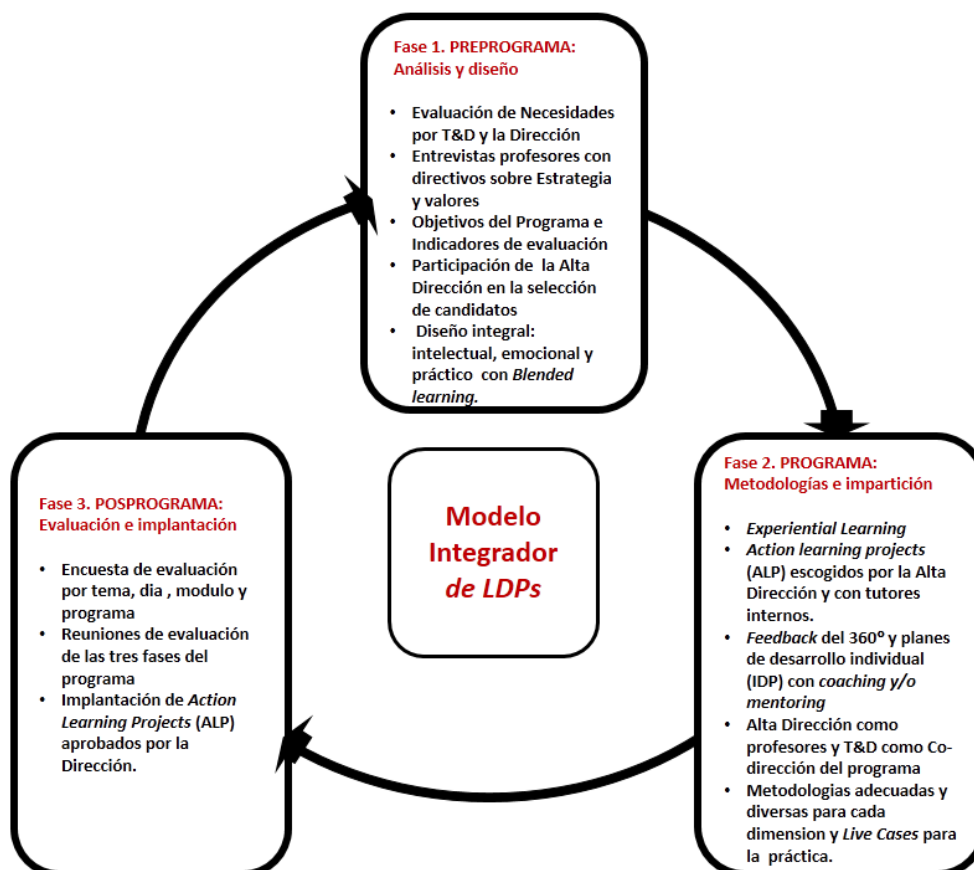 Fase 1. PREPROGRAMA:
Análisis y diseño
• Evaluación de Necesidades
por T&D y la Dirección
• Entrevistas profesores con
directivos sobre Estrategia
y valores
• Objetivos del Programa e
Indicadores de evaluación
• Participación de la Alta
Dirección en la selección
de candidatos
• Diseño integral:
intelectual, emocional y
práctico con Blended
learning.
Fase 2. PROGRAMA:
Metodologías e impartición
• Experiential Learning
• Action learning projects
(ALP) escogidos por la Alta
Dirección y con tutores
internos.
• Feedback del 360º y planes
de desarrollo individual
(IDP) con coaching y/o
mentoring
• Alta Dirección como
profesores y T&D como Co-
dirección del programa
• Metodologias adecuadas y
diversas para cada
dimension y Live Cases para
la práctica.
Fase 3. POSPROGRAMA:
Evaluación e implantación
• Encuesta de evaluación
por tema, dia , modulo y
programa
• Reuniones de evaluación
de las tres fases del
programa
• Implantación de Action
Learning Projects (ALP)
aprobados por la
Dirección.
Modelo
Integrador
de LDPs